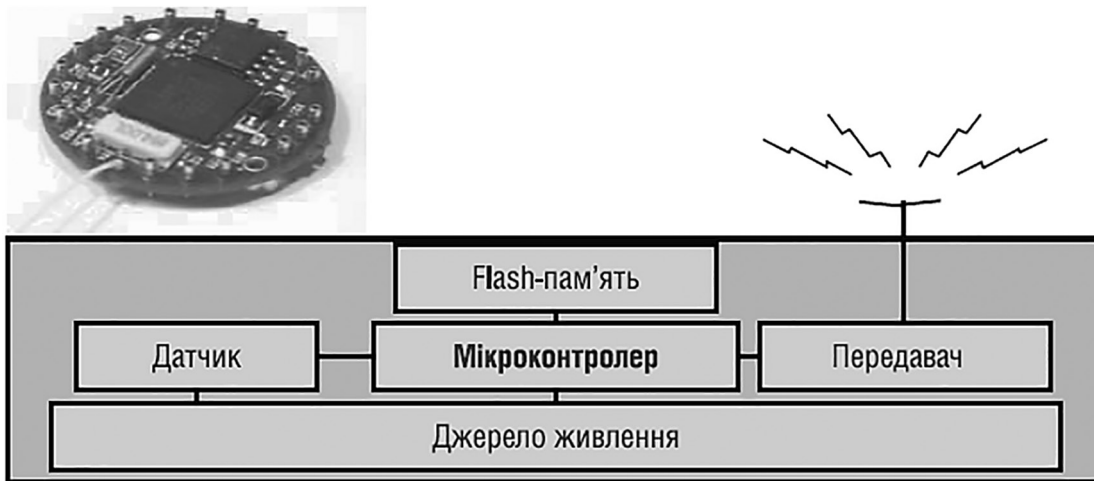 Flash-пам’ять
Датчик
Мікроконтролер
Передавач
Джерело живлення